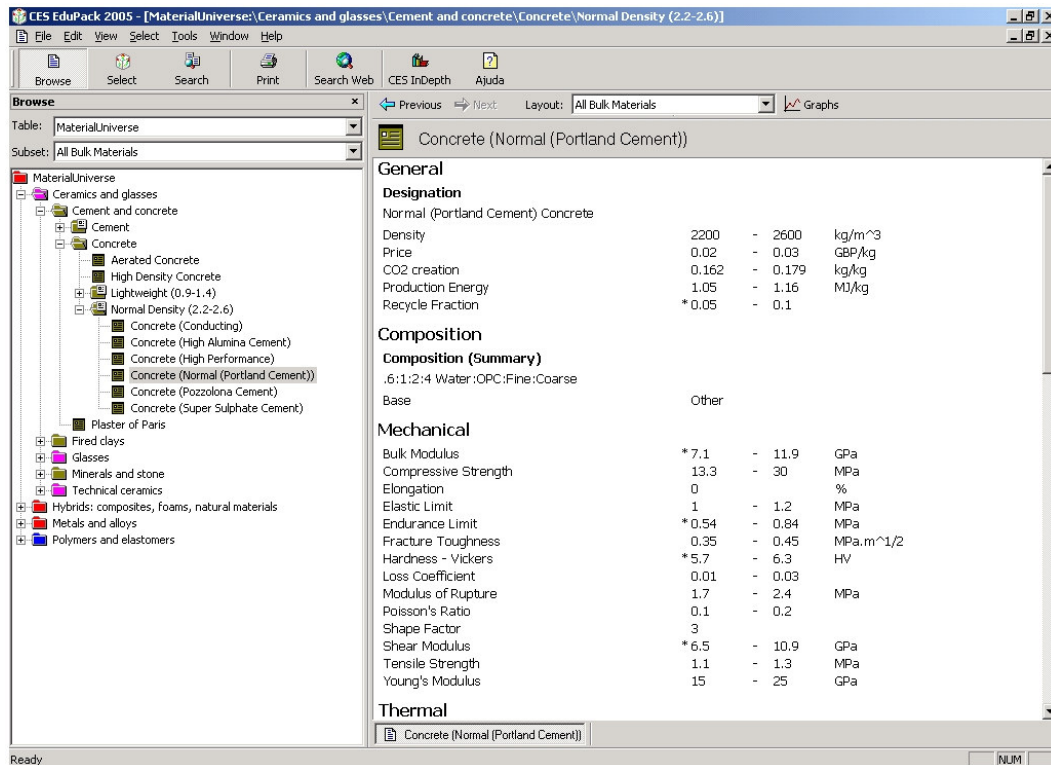 CES EduPack 2005 - [MaterialUniverse:\Ceramics and glasses\Cement and concrete\Concrete\Normal Density (2.2-2.6)]
File Edit View Select Tools Window Help
Browse Select Search Print Search Web CES InDepth Ajuda
Browse
Table: MaterialUniverse
Subset: All Bulk Materials
MaterialUniverse
Ceramics and glasses
Cement and concrete
Cement
Concrete
Aerated Concrete
High Density Concrete
Lightweight (0.9-1.4)
Normal Density (2.2-2.6)
Concrete (Conducting)
Concrete (High Alumina Cement)
Concrete (High Performance)
Concrete (Normal (Portland Cement))
Concrete (Pozzolona Cement)
Concrete (Super Sulphate Cement)
Plaster of Paris
Fired clays
Glasses
Minerals and stone
Technical ceramics
Hybrids: composites, foams, natural materials
Metals and alloys
Polymers and elastomers
Previous Next Layout: All Bulk Materials Graphs
Concrete (Normal (Portland Cement))
General
Designation
Normal (Portland Cement) Concrete
Density 2200 - 2600 kg/m^3
Price 0.02 - 0.03 GBP/kg
CO2 creation 0.162 - 0.179 kg/kg
Production Energy 1.05 - 1.16 MJ/kg
Recycle Fraction * 0.05 - 0.1
Composition
Composition (Summary)
.6:1:2:4 Water:OPC:Fine:Coarse
Base Other
Mechanical
Bulk Modulus * 7.1 - 11.9 GPa
Compressive Strength 13.3 - 30 MPa
Elongation 0 %
Elastic Limit 1 - 1.2 MPa
Endurance Limit * 0.54 - 0.84 MPa
Fracture Toughness 0.35 - 0.45 MPa.m^1/2
Hardness - Vickers * 5.7 - 6.3 HV
Loss Coefficient 0.01 - 0.03
Modulus of Rupture 1.7 - 2.4 MPa
Poisson's Ratio 0.1 - 0.2
Shape Factor 3
Shear Modulus * 6.5 - 10.9 GPa
Tensile Strength 1.1 - 1.3 MPa
Young's Modulus 15 - 25 GPa
Thermal
Concrete (Normal (Portland Cement))
Ready NUM